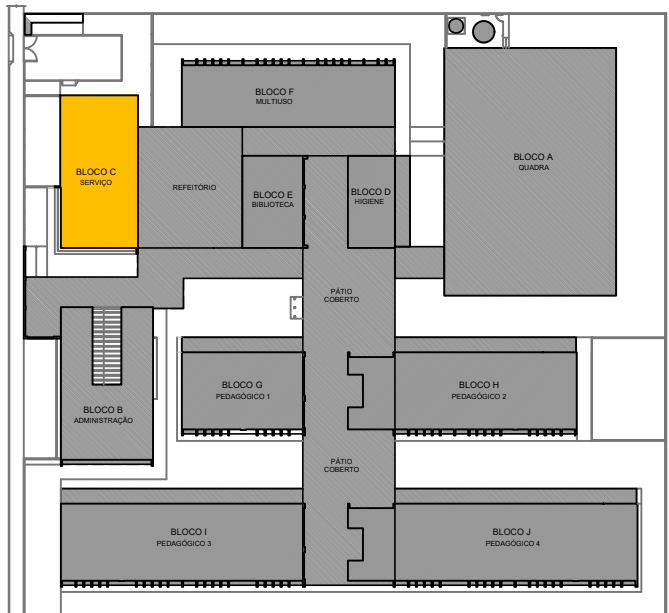 BLOCO F
MULTIUSO
BLOCO A
QUADRA
BLOCO C
SERVIÇO
REFEITÓRIO
BLOCO E
BIBLIOTECA
BLOCO D
HIGIENE
PÁTIO
COBERTO
BLOCO B
ADMINISTRAÇÃO
BLOCO G
PEDAGÓGICO 1
BLOCO H
PEDAGÓGICO 2
PÁTIO
COBERTO
BLOCO I
PEDAGÓGICO 3
BLOCO J
PEDAGÓGICO 4